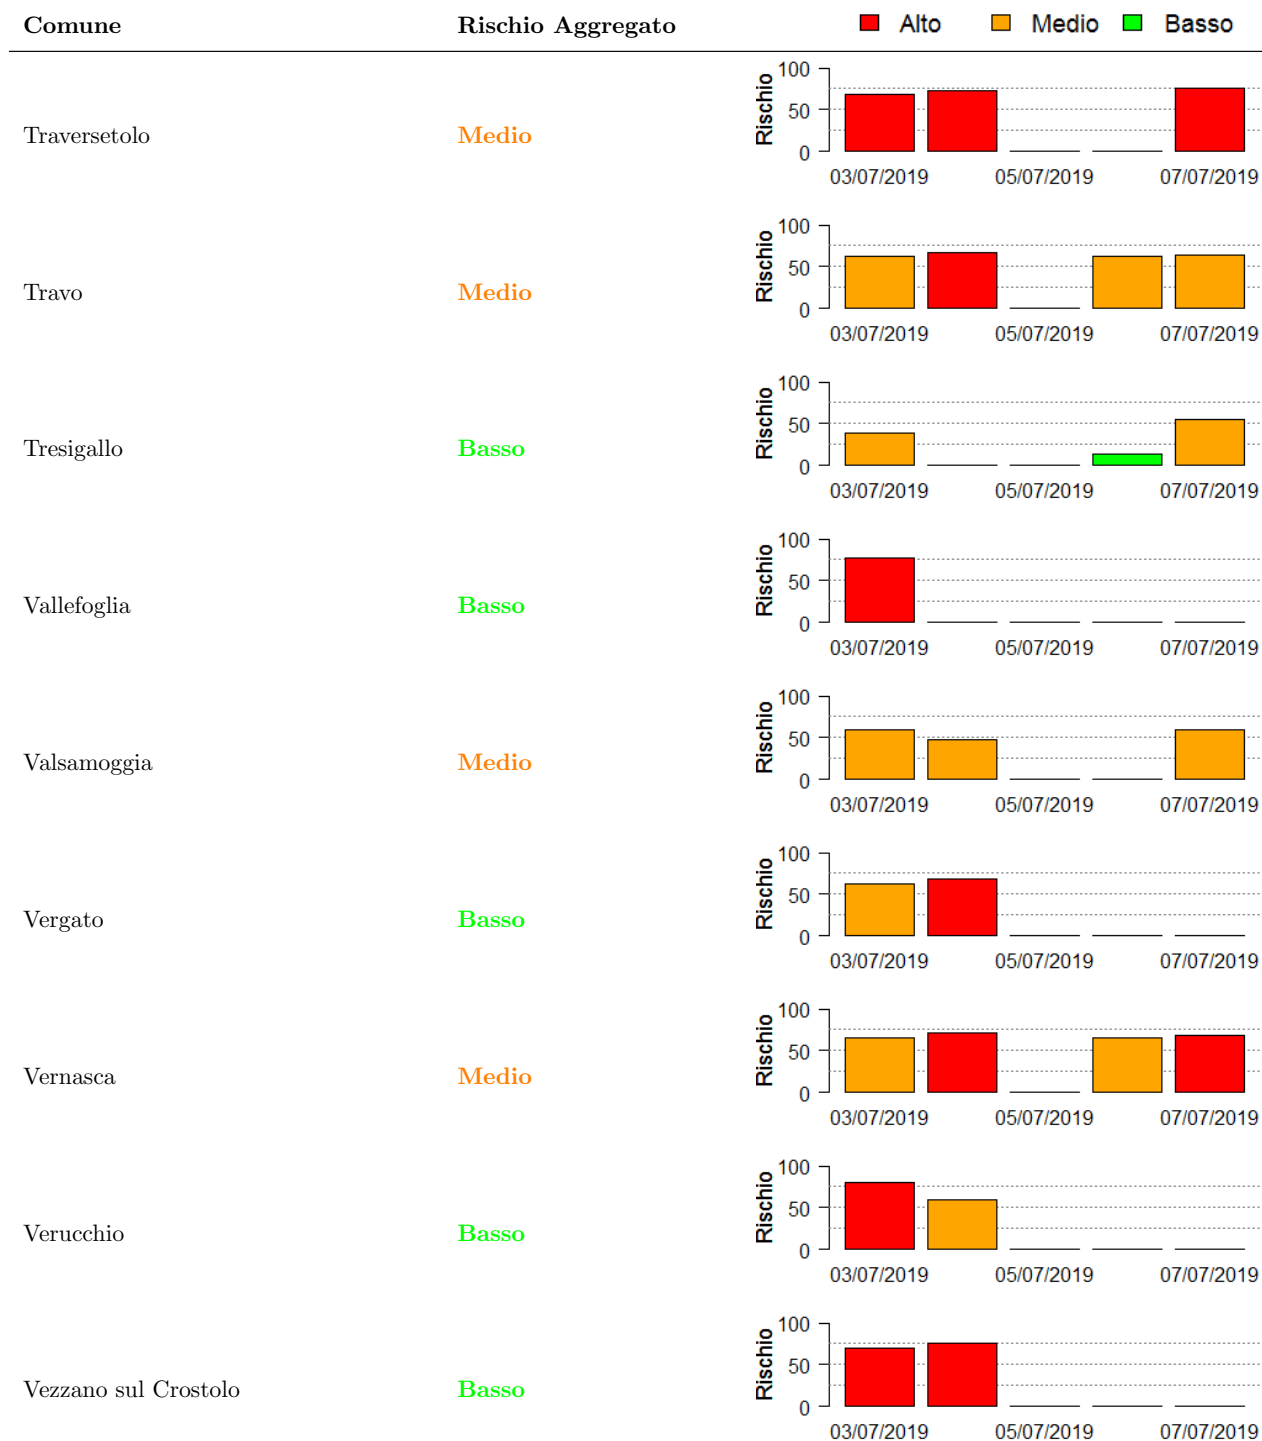 Comune Rischio Aggregato Alto Medio Basso
Traversetolo Medio Rischio 100 50 0
03/07/2019 05/07/2019 07/07/2019
Travo Medio Rischio 100 50 0
03/07/2019 05/07/2019 07/07/2019
Tresigallo Basso Rischio 100 50 0
03/07/2019 05/07/2019 07/07/2019
Vallefoglia Basso Rischio 100 50 0
03/07/2019 05/07/2019 07/07/2019
Valsamoggia Medio Rischio 100 50 0
03/07/2019 05/07/2019 07/07/2019
Vergato Basso Rischio 100 50 0
03/07/2019 05/07/2019 07/07/2019
Vernasca Medio Rischio 100 50 0
03/07/2019 05/07/2019 07/07/2019
Verucchio Basso Rischio 100 50 0
03/07/2019 05/07/2019 07/07/2019
Vezzano sul Crostolo Basso Rischio 100 50 0
03/07/2019 05/07/2019 07/07/2019